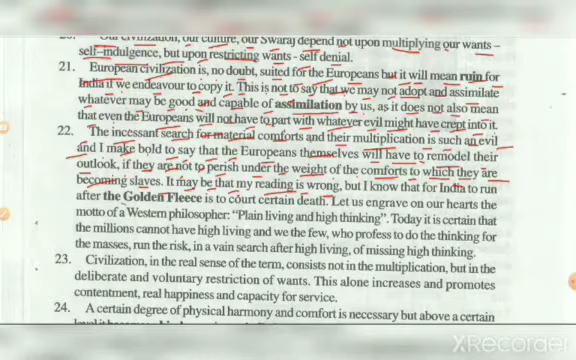 20. Our civilization, our culture, our Swaraj depend not upon multiplying our wants –
self–indulgence, but upon restricting wants - self denial.
21. European civilization is, no doubt, suited for the Europeans but it will mean ruin for
India if we endeavour to copy it. This is not to say that we may not adopt and assimilate
whatever may be good and capable of assimilation by us, as it does not also mean
that even the Europeans will not have to part with whatever evil might have crept into it.
22. The incessant search for material comforts and their multiplication is such an evil
and I make bold to say that the Europeans themselves will have to remodel their
outlook, if they are not to perish under the weight of the comforts to which they are
becoming slaves. It may be that my reading is wrong, but I know that for India to run
after the Golden Fleece is to court certain death. Let us engrave on our hearts the
motto of a Western philosopher: “Plain living and high thinking”. Today it is certain that
the millions cannot have high living and we the few, who profess to do the thinking for
the masses, run the risk, in a vain search after high living, of missing high thinking.
23. Civilization, in the real sense of the term, consists not in the multiplication, but in the
deliberate and voluntary restriction of wants. This alone increases and promotes
contentment, real happiness and capacity for service.
24. A certain degree of physical harmony and comfort is necessary but above a certain
level it becomes
XRecorder